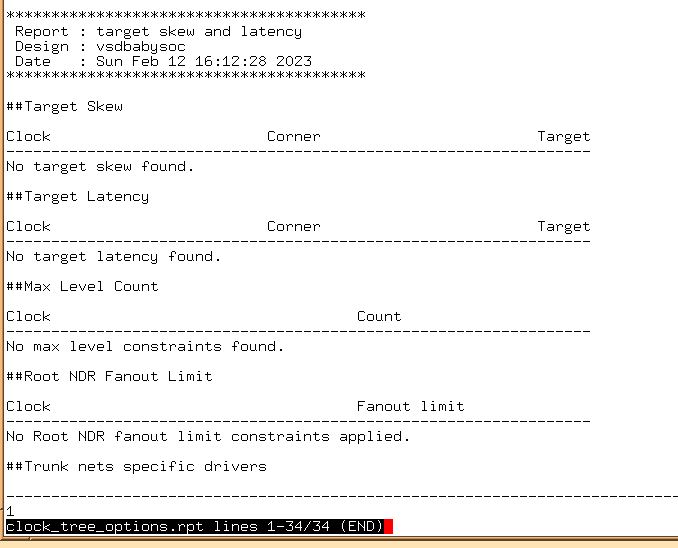 ****************************************
 Report : target skew and latency
 Design : vsdbabysoc
 Date   : Sun Feb 12 16:12:28 2023
****************************************
##Target Skew
Clock                        Corner                        Target
-----------------------------------------------------------------
No target skew found.
##Target Latency
Clock                        Corner                        Target
-----------------------------------------------------------------
No target latency found.
##Max Level Count
Clock                                  Count
-----------------------------------------------------------------
No max level constraints found.
##Root NDR Fanout Limit
Clock                                  Fanout limit
-----------------------------------------------------------------
No Root NDR fanout limit constraints applied.
##Trunk nets specific drivers
---------------------------------------------------------------------------
1
clock_tree_options.rpt lines 1-34/34 (END)